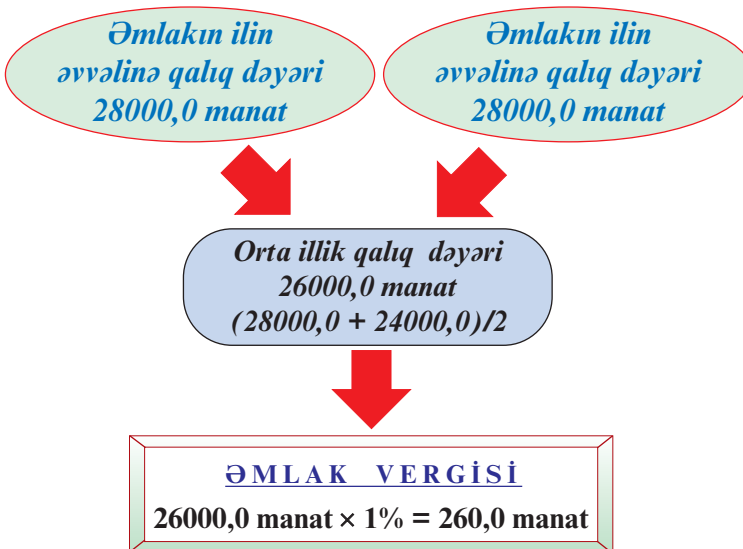 Əmlakın ilin
əvvəlinə qalıq dəyəri
28000,0 manat
Əmlakın ilin
əvvəlinə qalıq dəyəri
28000,0 manat
Orta illik qalıq dəyəri
26000,0 manat
(28000,0 + 24000,0)/2
ƏMLAK VERGİSİ
26000,0 manat × 1% = 260,0 manat